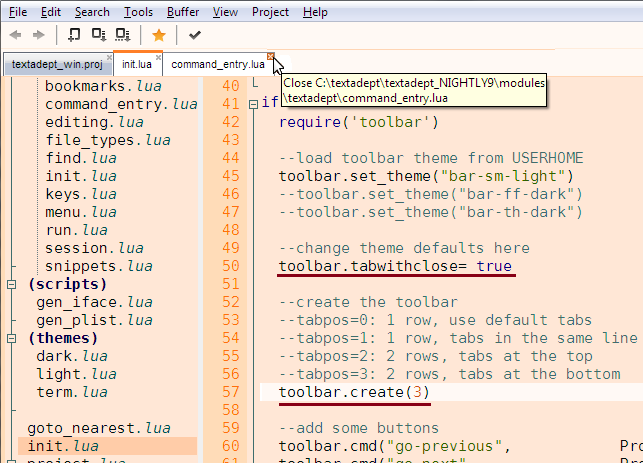 File Edit Search Tools Buffer View Project Help
textadept_win.proj init.lua command_entry.lua
Close C:\textadept\textadept_NIGHTLY9\modules
\textadept\command_entry.lua
bookmarks.lua
command_entry.lua
editing.lua
file_types.lua
find.lua
init.lua
keys.lua
menu.lua
run.lua
session.lua
snippets.lua
(scripts)
gen_iface.lua
gen_plist.lua
(themes)
dark.lua
light.lua
term.lua
goto_nearest.lua
init.lua
project.lua
40
41 if
42 require('toolbar')
43
44 --load toolbar theme from USERHOME
45 toolbar.set_theme("bar-sm-light")
46 --toolbar.set_theme("bar-ff-dark")
47 --toolbar.set_theme("bar-th-dark")
48
49 --change theme defaults here
50 toolbar.tabwithclose= true
51
52 --create the toolbar
53 --tabpos=0: 1 row, use default tabs
54 --tabpos=1: 1 row, tabs in the same line
55 --tabpos=2: 2 rows, tabs at the top
56 --tabpos=3: 2 rows, tabs at the bottom
57 toolbar.create(3)
58
59 --add some buttons
60 toolbar.cmd("go-previous", Pro
61 toolbar.cmd("go-next", Pro